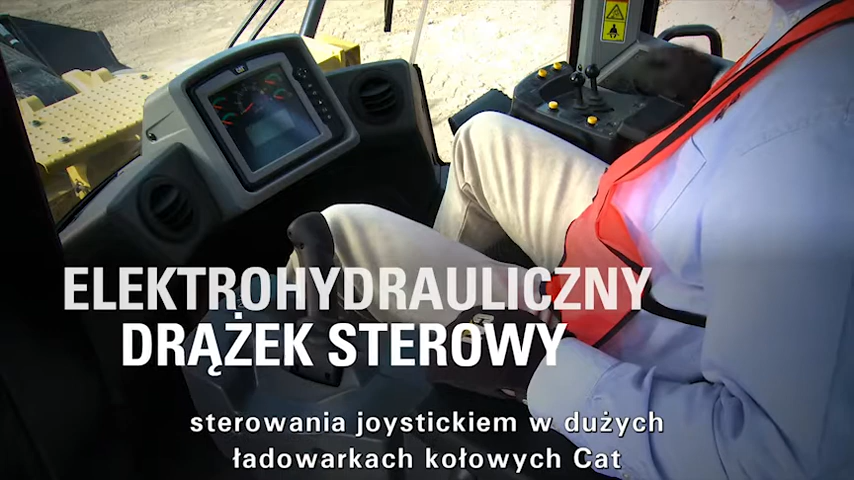 ELEKTROHYDRAULICZNY
DRĄŻEK STEROWY
sterowania joystickiem w dużych
ładowarkach kołowych Cat